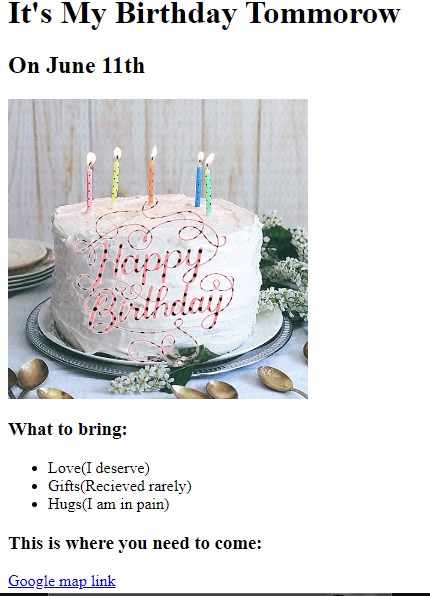 It's My Birthday Tommorow
On June 11th
Happy
Birthday
What to bring:
Love(I deserve)
Gifts(Recieved rarely)
Hugs(I am in pain)
This is where you need to come:
Google map link